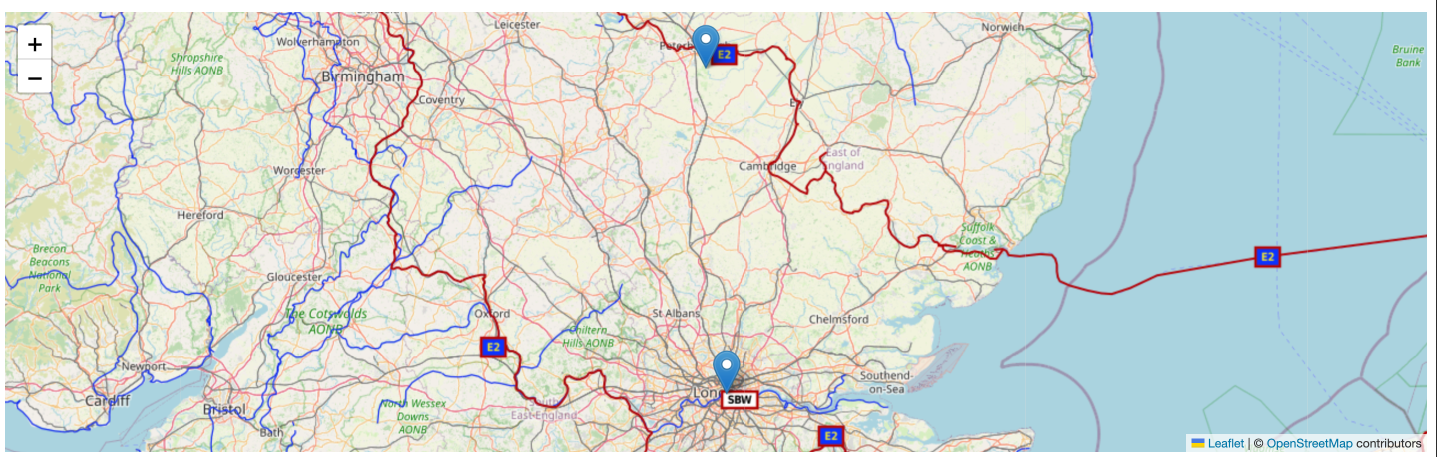 +
−
Leicester
Norwich
Wolverhampton
Shropshire
Hills AONB
E2
Bruine
Bank
Birmingham
Coventry
Cambridge
East of
England
Worcester
Hereford
Suffolk
Coast &
Heaths
AONB
Brecon
Beacons
National
Park
E2
Gloucester
The Cotswolds
AONB
Oxford
St Albans
Chelmsford
Chiltern
Hills AONB
E2
Newport
Southend-
on-Sea
Cardiff
Bristol
SBW
North Wessex
Downs
AONB
South
East England
Bath
E2
Leaflet | © OpenStreetMap contributors